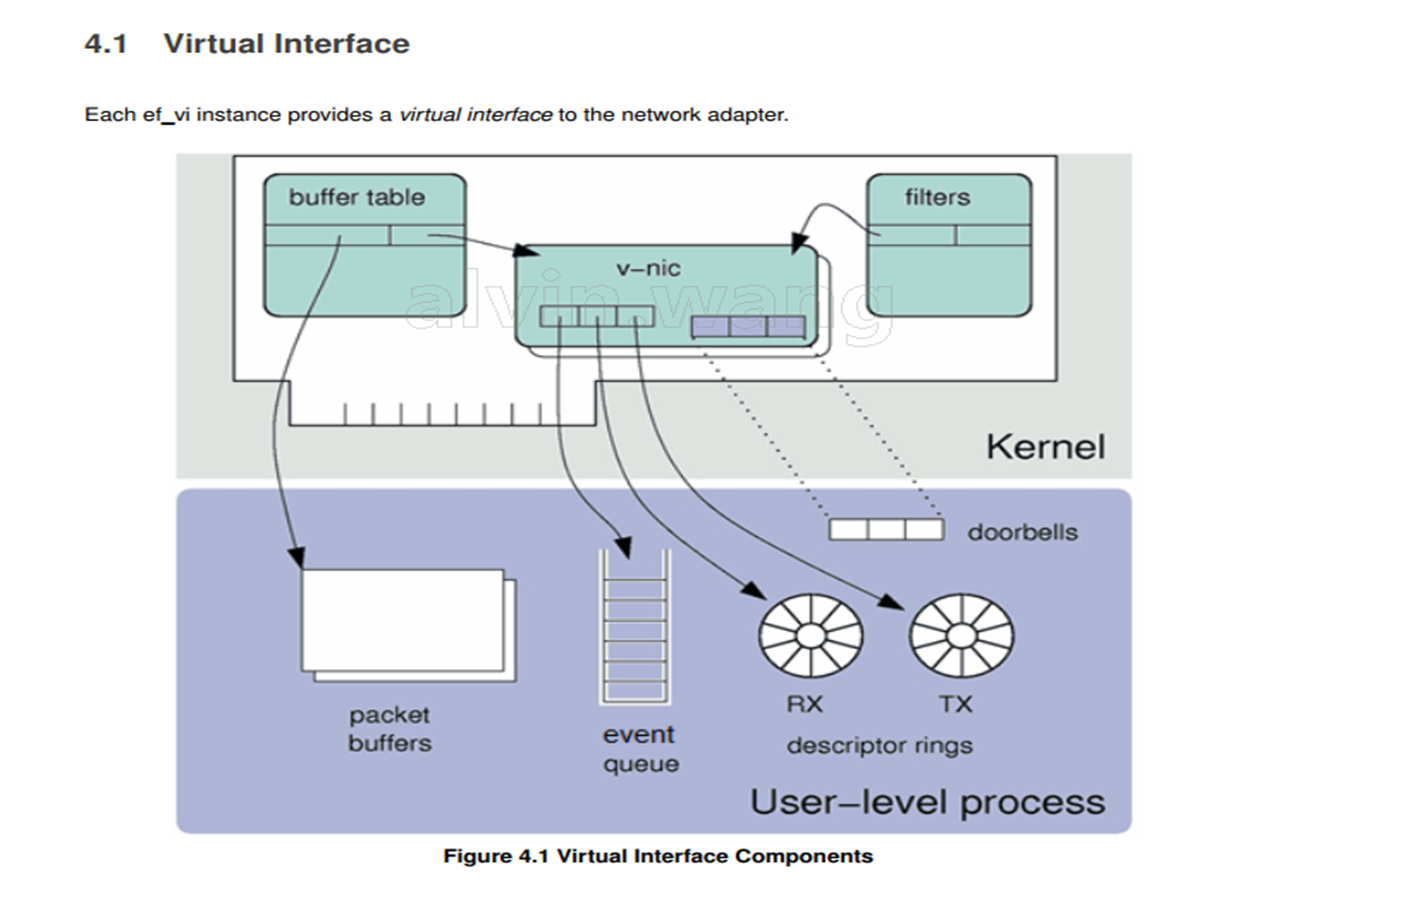 4.1 Virtual Interface
Each ef_vi instance provides a virtual interface to the network adapter.
buffer table
filters
v–nic
alvin.wang
Kernel
doorbells
RX
TX
packet
buffers
event
queue
descriptor rings
User–level process
Figure 4.1 Virtual Interface Components